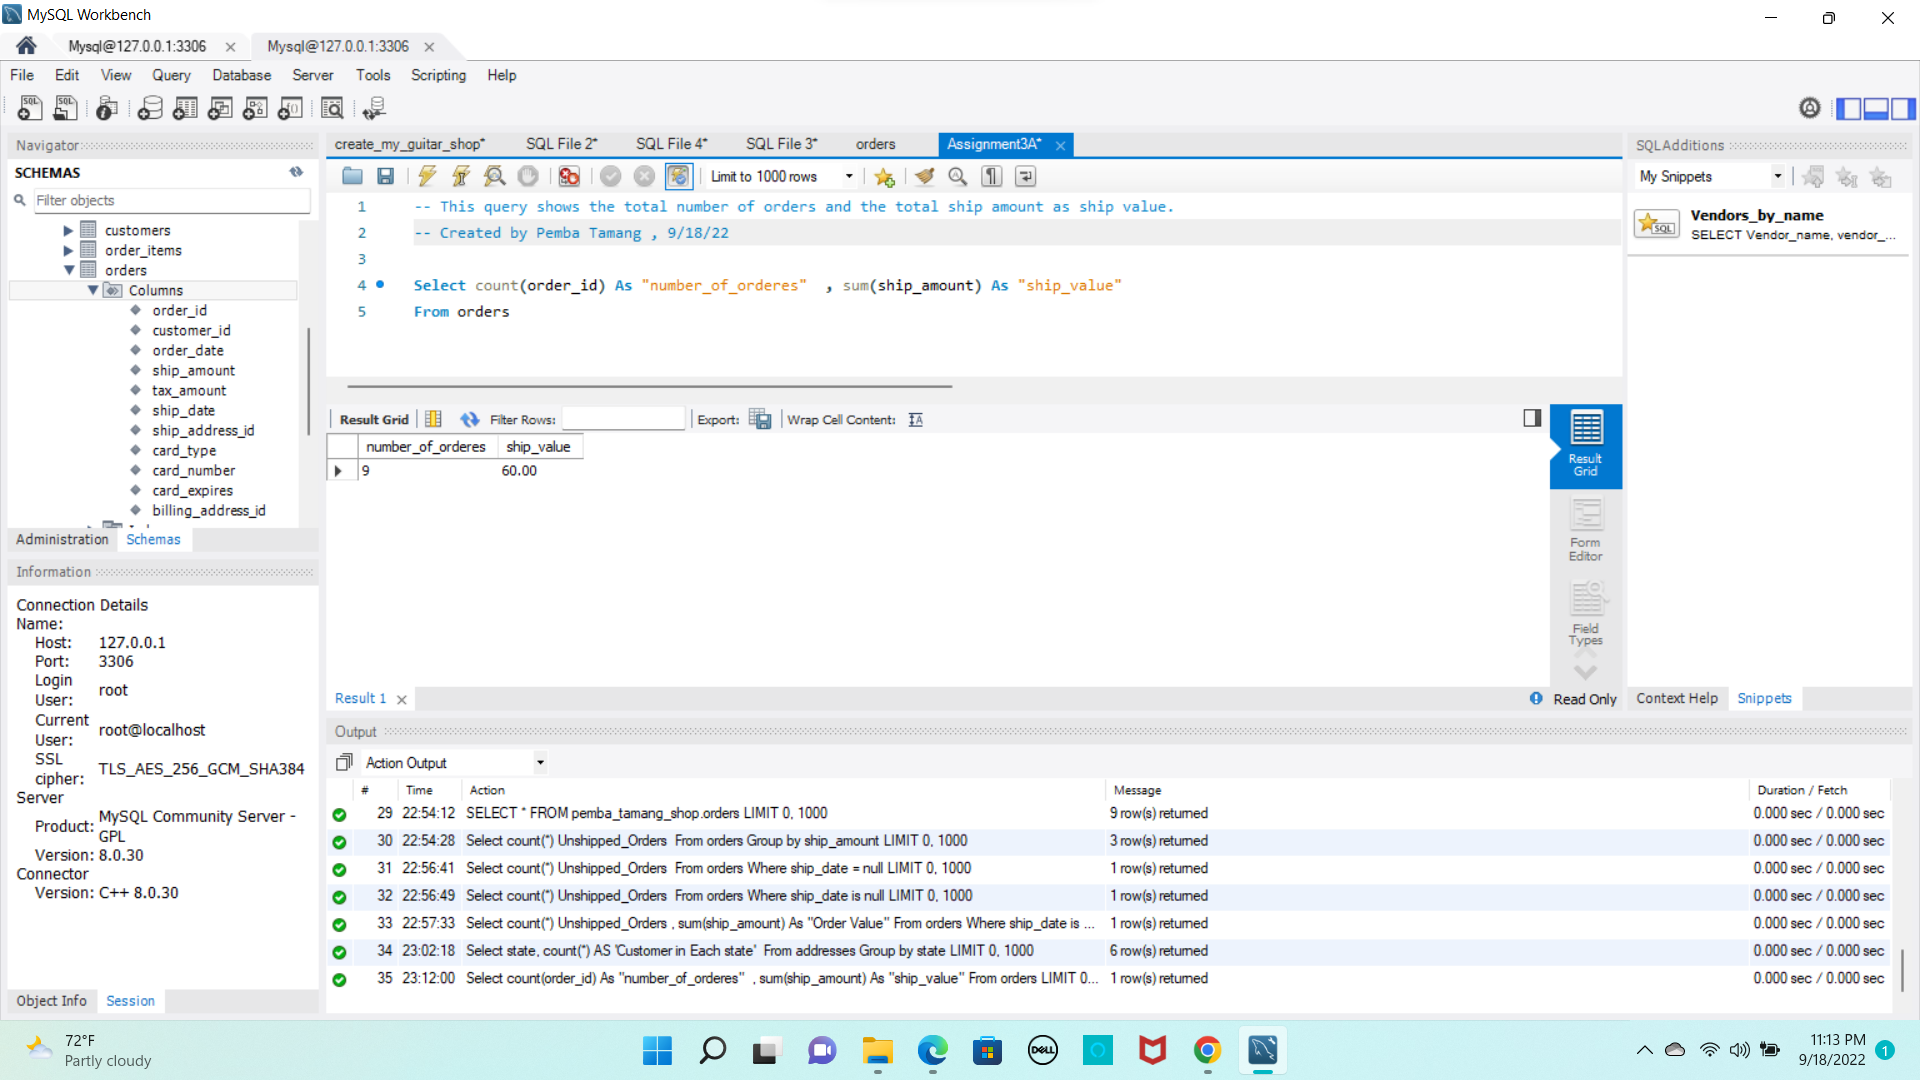 MySQL Workbench
Mysql@127.0.0.1:3306
Mysql@127.0.0.1:3306
File Edit View Query Database Server Tools Scripting Help
Navigator
SCHEMAS
Filter objects
customers
order_items
orders
Columns
order_id
customer_id
order_date
ship_amount
tax_amount
ship_date
ship_address_id
card_type
card_number
card_expires
billing_address_id
Administration Schemas
Information
Connection Details
Name:
Host: 127.0.0.1
Port: 3306
Login User: root
Current User: root@localhost
SSL cipher: TLS_AES_256_GCM_SHA384
Server
Product: MySQL Community Server - GPL
Version: 8.0.30
Connector
Version: C++ 8.0.30
Object Info Session
create_my_guitar_shop* SQL File 2* SQL File 4* SQL File 3* orders Assignment3A*
Limit to 1000 rows
1 -- This query shows the total number of orders and the total ship amount as ship value.
2 -- Created by Pemba Tamang , 9/18/22
3
4 Select count(order_id) As "number_of_orderes" , sum(ship_amount) As "ship_value"
5 From orders
Result Grid Filter Rows: Export: Wrap Cell Content:
number_of_orderes ship_value
9 60.00
Result Grid
Form Editor
Field Types
Result 1
Read Only
SQLAdditions
My Snippets
Vendors_by_name
SELECT Vendor_name, vendor_...
SQL
Context Help Snippets
Output
Action Output
# Time Action Message Duration / Fetch
29 22:54:12 SELECT * FROM pemba_tamang_shop.orders LIMIT 0, 1000 9 row(s) returned 0.000 sec / 0.000 sec
30 22:54:28 Select count(*) Unshipped_Orders From orders Group by ship_amount LIMIT 0, 1000 3 row(s) returned 0.000 sec / 0.000 sec
31 22:56:41 Select count(*) Unshipped_Orders From orders Where ship_date = null LIMIT 0, 1000 1 row(s) returned 0.000 sec / 0.000 sec
32 22:56:49 Select count(*) Unshipped_Orders From orders Where ship_date is null LIMIT 0, 1000 1 row(s) returned 0.000 sec / 0.000 sec
33 22:57:33 Select count(*) Unshipped_Orders , sum(ship_amount) As "Order Value" From orders Where ship_date is ... 1 row(s) returned 0.000 sec / 0.000 sec
34 23:02:18 Select state, count(*) AS 'Customer in Each state' From addresses Group by state LIMIT 0, 1000 6 row(s) returned 0.000 sec / 0.000 sec
35 23:12:00 Select count(order_id) As "number_of_orderes" , sum(ship_amount) As "ship_value" From orders LIMIT 0... 1 row(s) returned 0.000 sec / 0.000 sec
72°F
Partly cloudy
DELL
11:13 PM
9/18/2022
1